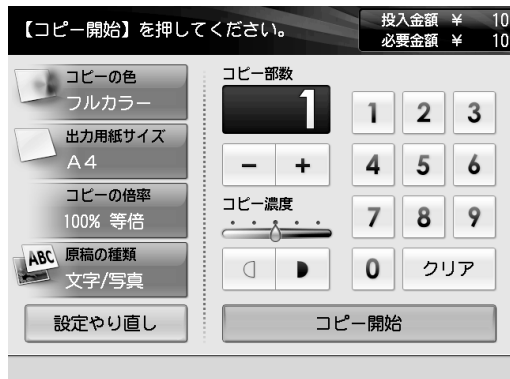 【コピー開始】を押してください。
投入金額 ¥ 10
必要金額 ¥ 10
コピーの色
フルカラー
出力用紙サイズ
A4
コピーの倍率
100% 等倍
ABC
原稿の種類
文字/写真
設定やり直し
コピー部数
1
− +
コピー濃度
1 2 3
4 5 6
7 8 9
0 クリア
コピー開始